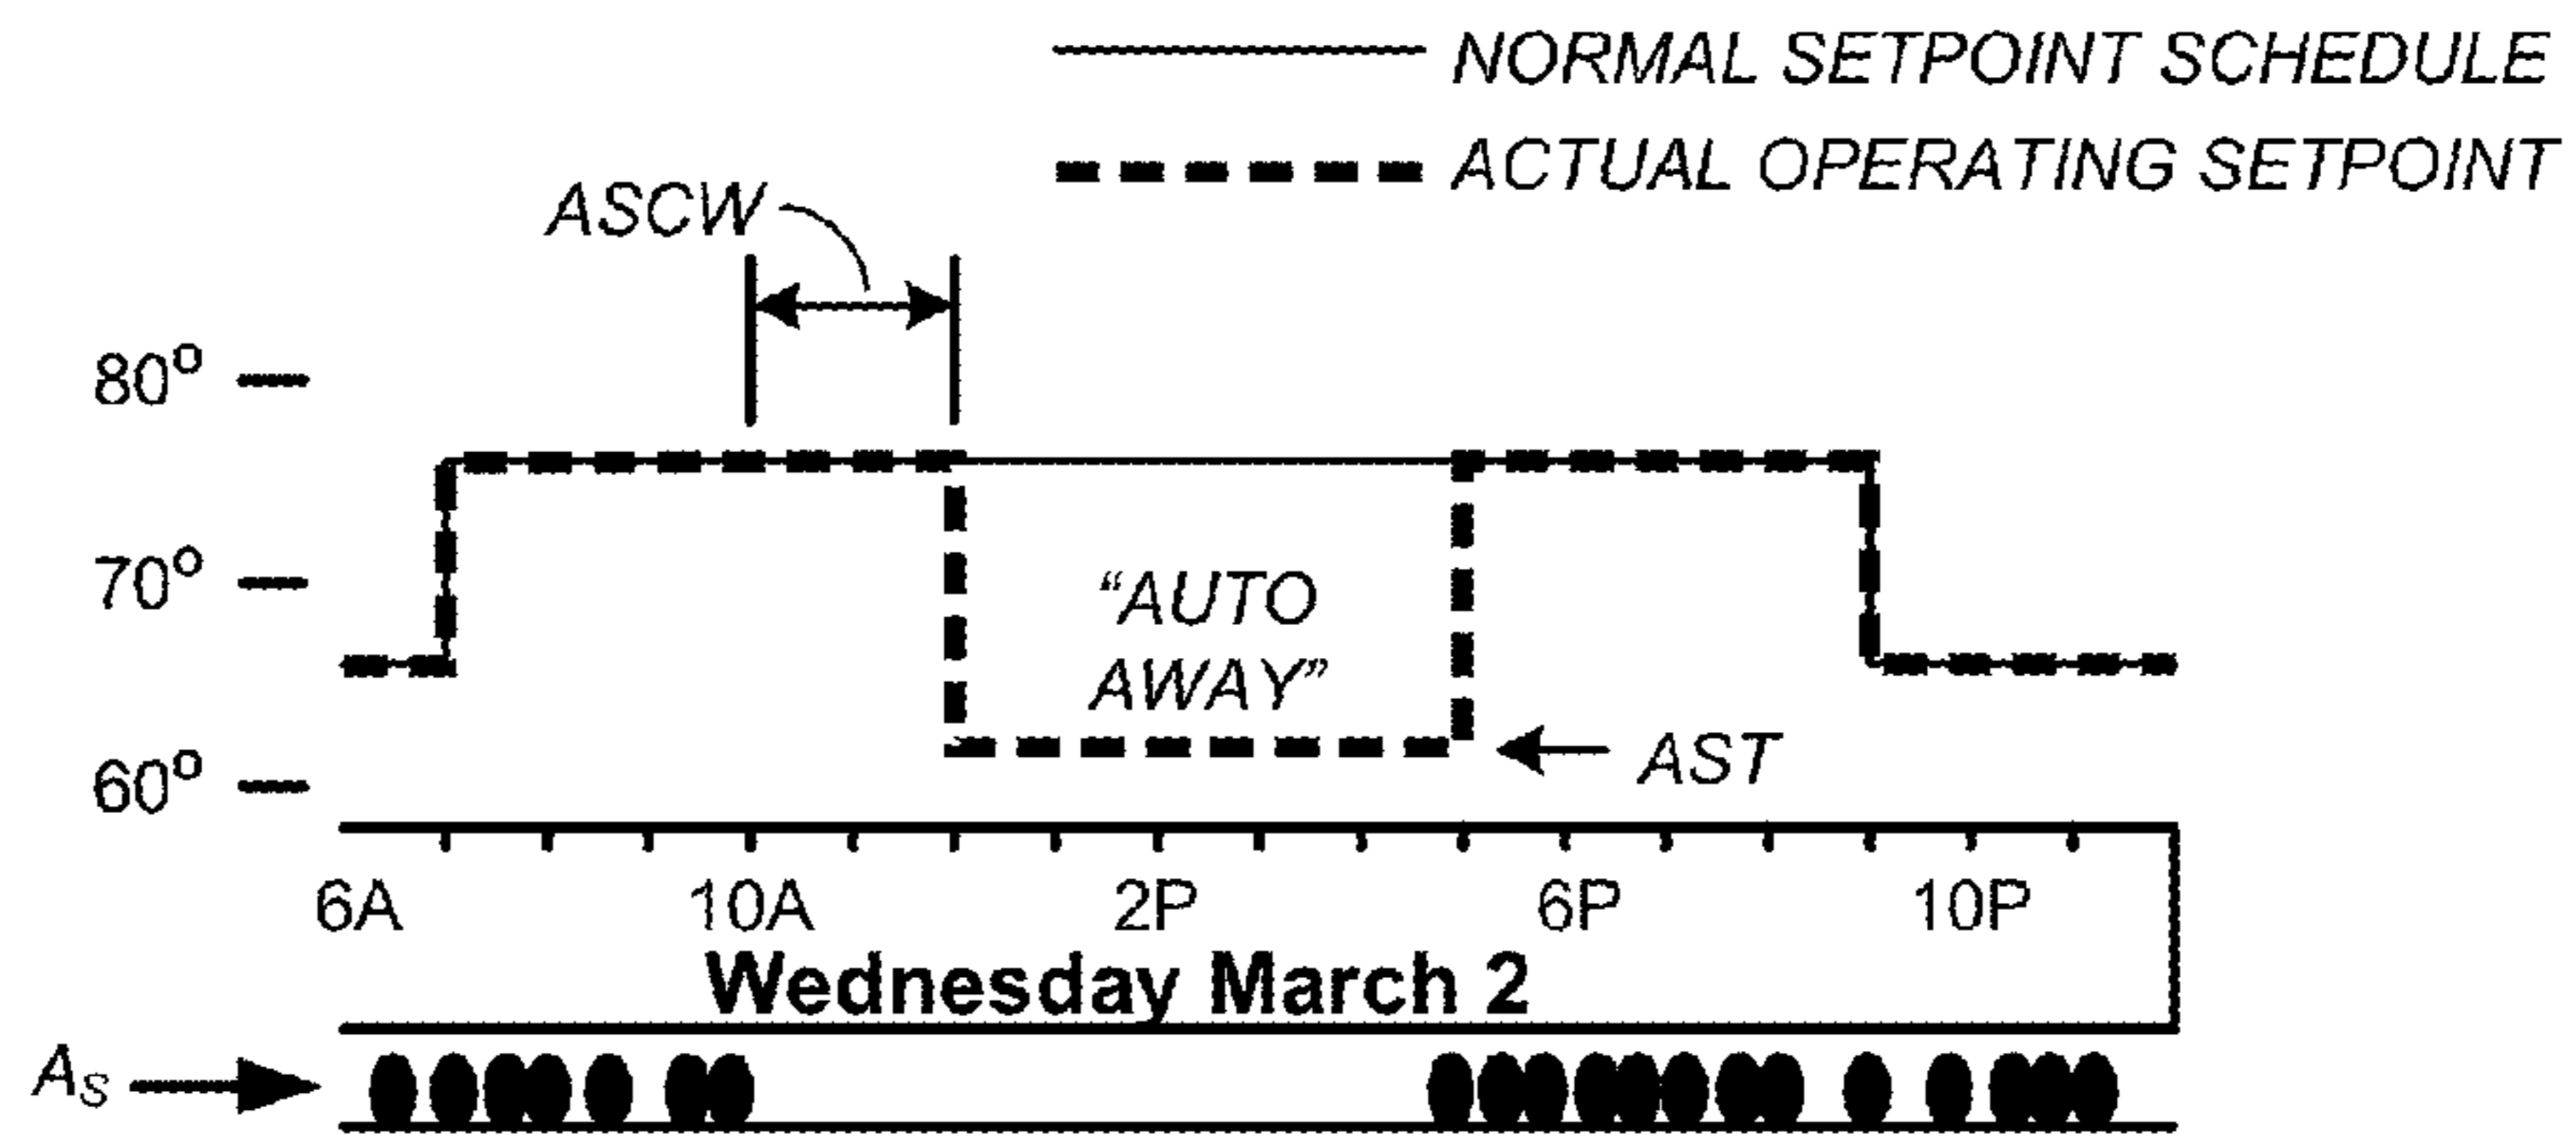 NORMAL SETPOINT SCHEDULE
ACTUAL OPERATING SETPOINT
ASCW
80°
70°
60°
“AUTO
AWAY”
AST
6A 10A 2P 6P 10P
Wednesday March 2
As